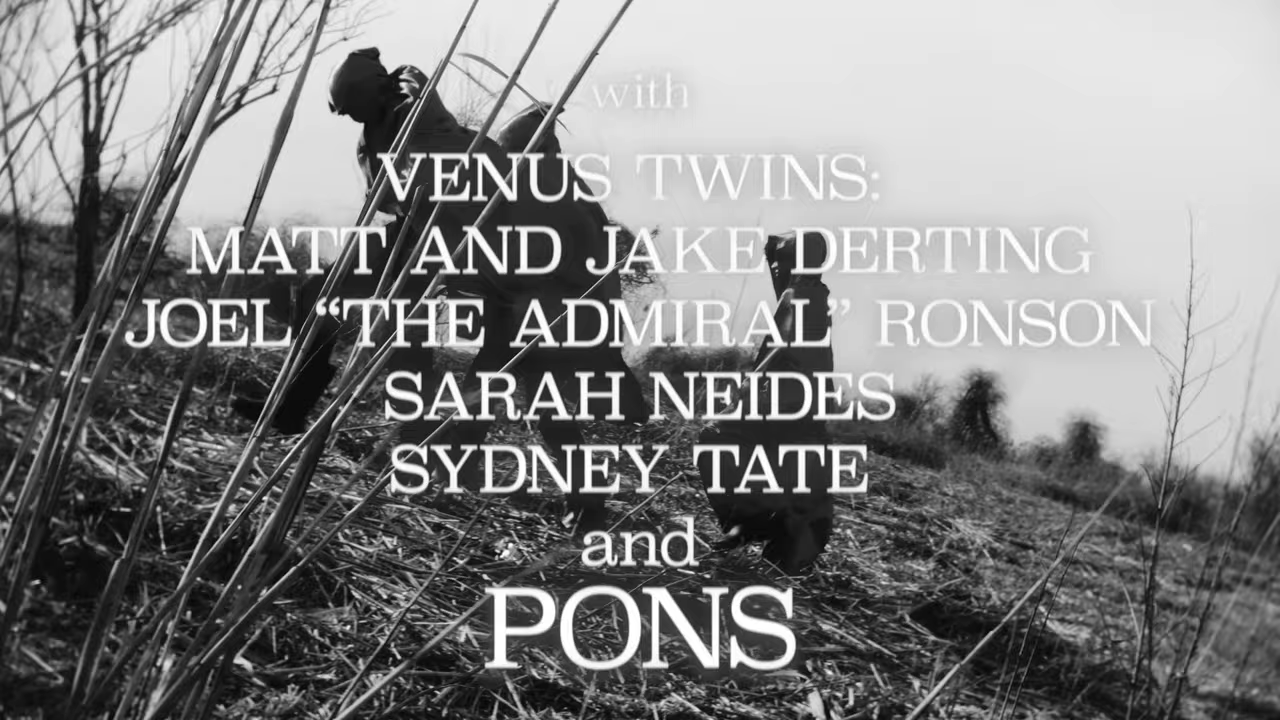 with
VENUS TWINS:
MATT AND JAKE DERTING
JOEL “THE ADMIRAL” RONSON
SARAH NEIDES
SYDNEY TATE
and
PONS